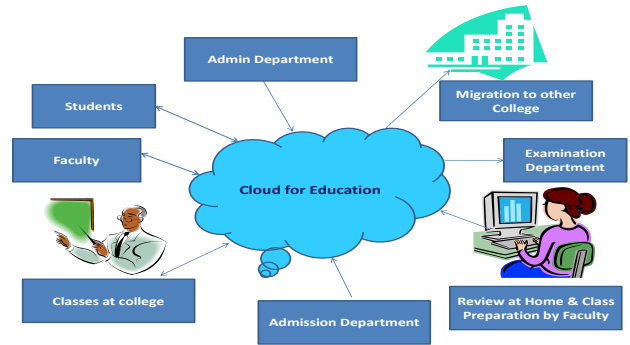 Admin Department
Migration to other
College
Students
Faculty
Examination
Department
Cloud for Education
Classes at college
Admission Department
Review at Home & Class
Preparation by Faculty